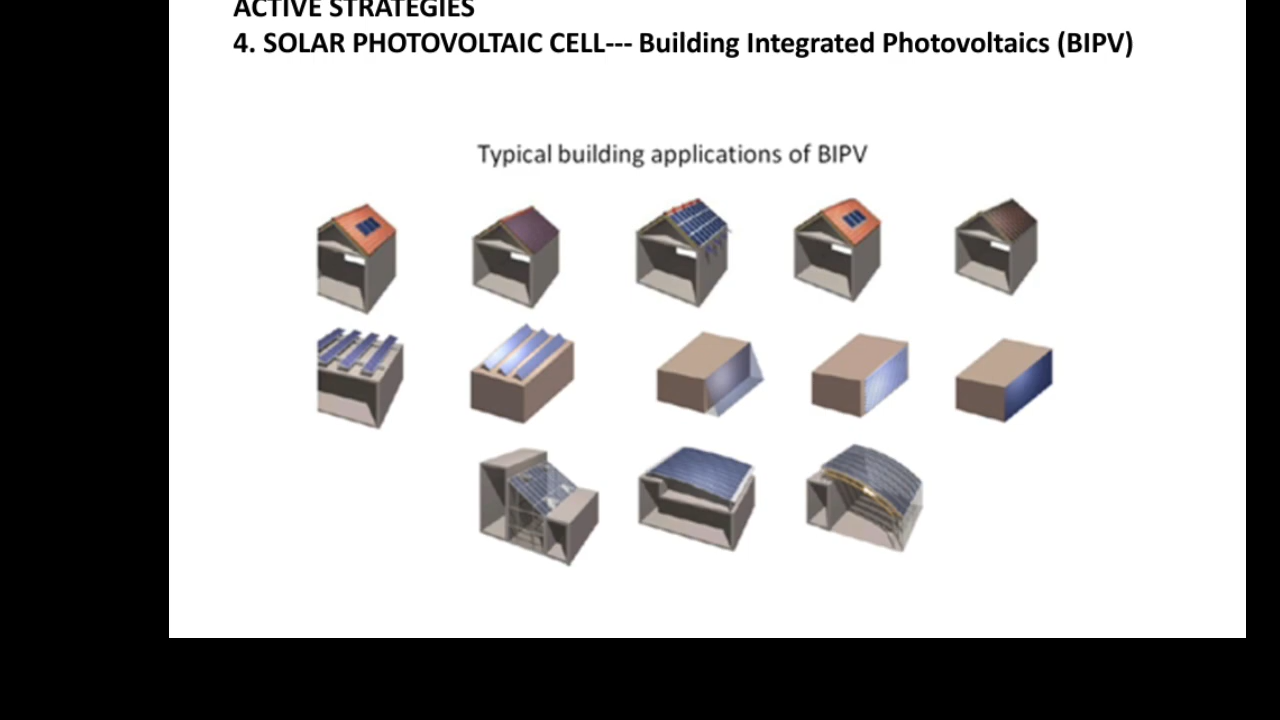 ACTIVE STRATEGIES
4. SOLAR PHOTOVOLTAIC CELL--- Building Integrated Photovoltaics (BIPV)
Typical building applications of BIPV